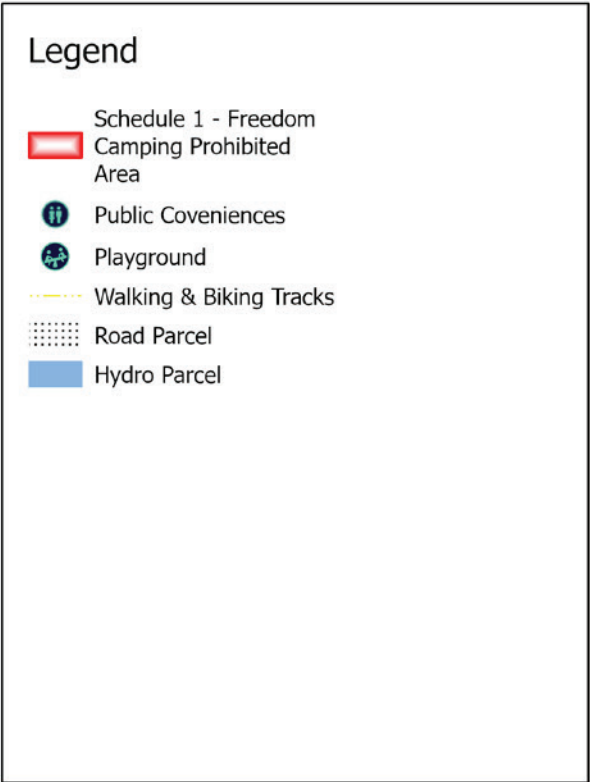 Legend
Schedule 1 - Freedom
Camping Prohibited
Area
Public Coveniences
Playground
Walking & Biking Tracks
Road Parcel
Hydro Parcel